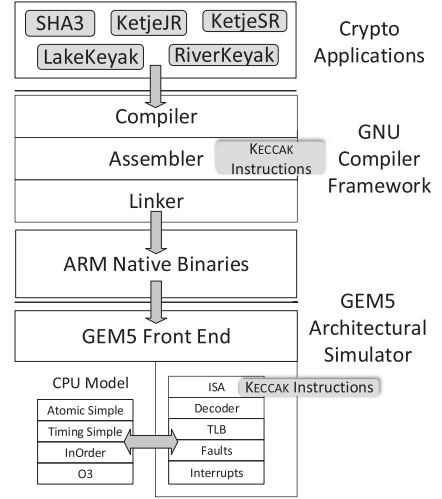 SHA3 KetjeJR KetjeSR
LakeKeyak RiverKeyak
Crypto
Applications
Compiler
Assembler
KECCAK
Instructions
Linker
GNU
Compiler
Framework
ARM Native Binaries
GEM5 Front End
GEM5
Architectural
Simulator
CPU Model
Atomic Simple
Timing Simple
InOrder
O3
ISA
KECCAK Instructions
Decoder
TLB
Faults
Interrupts